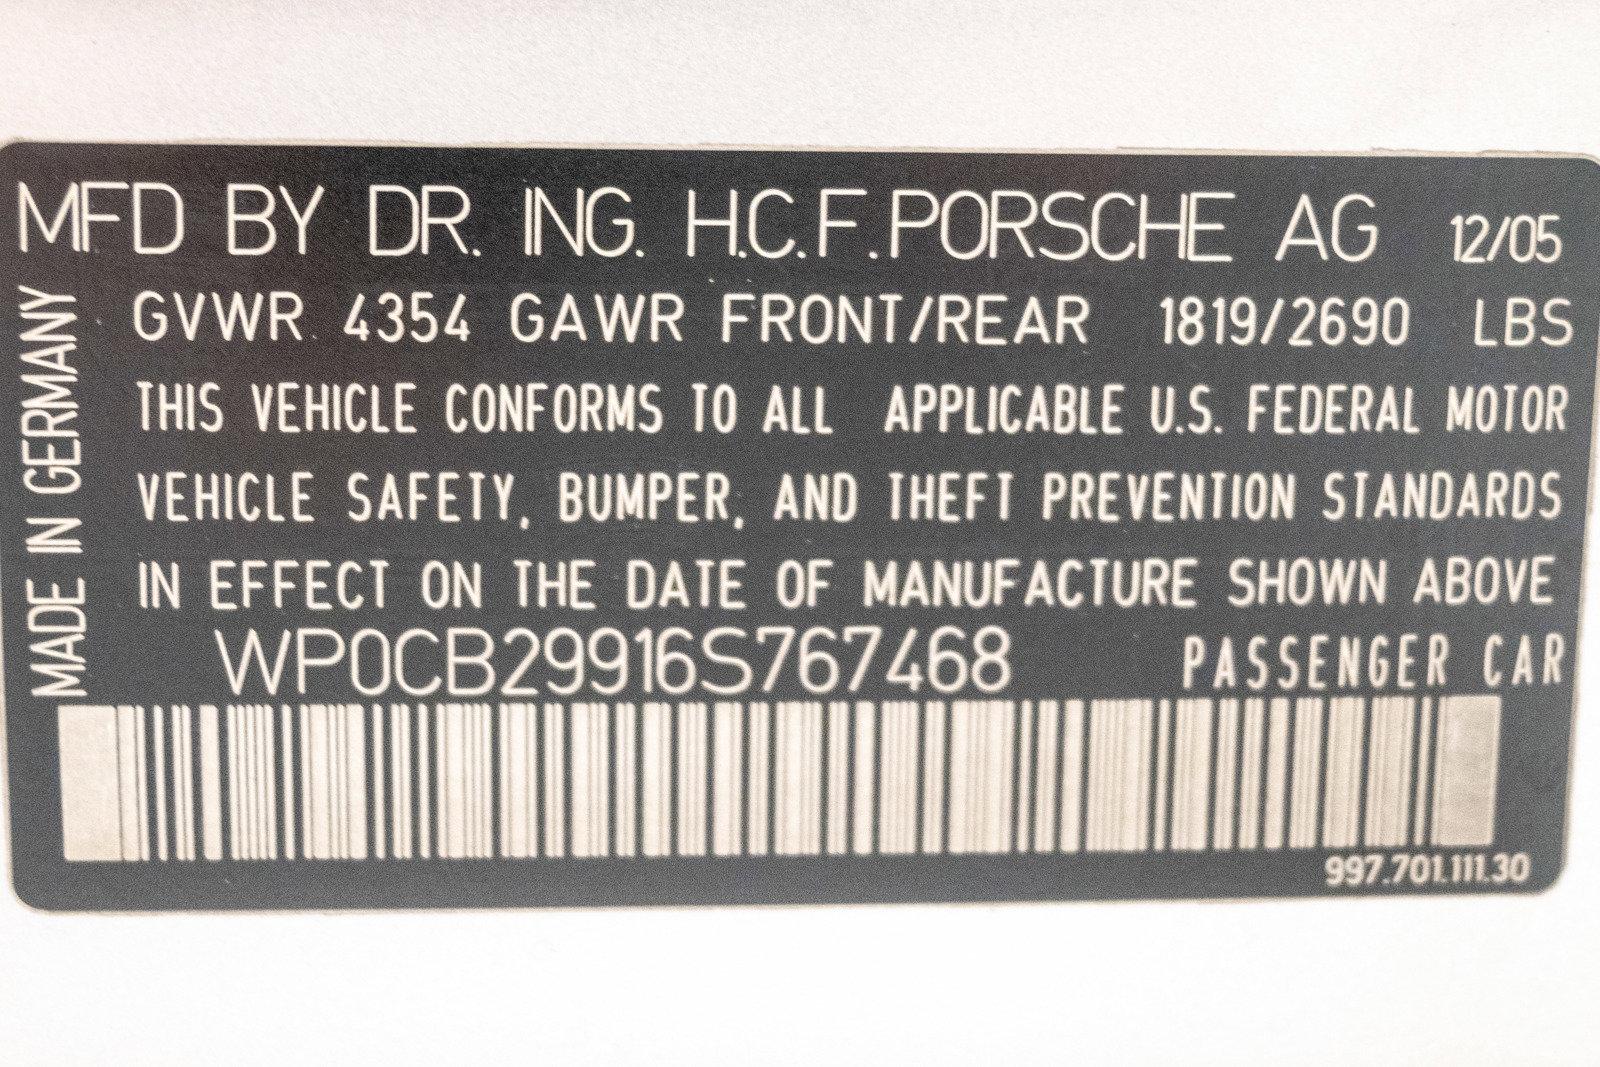 MFD BY DR. ING. H.C.F.PORSCHE AG 12/05
GVWR 4354 GAWR FRONT/REAR 1819/2690 LBS
THIS VEHICLE CONFORMS TO ALL APPLICABLE U.S. FEDERAL MOTOR
VEHICLE SAFETY, BUMPER, AND THEFT PREVENTION STANDARDS
IN EFFECT ON THE DATE OF MANUFACTURE SHOWN ABOVE
WP0CB29916S767468 PASSENGER CAR
997.701.111.30
MADE IN GERMANY